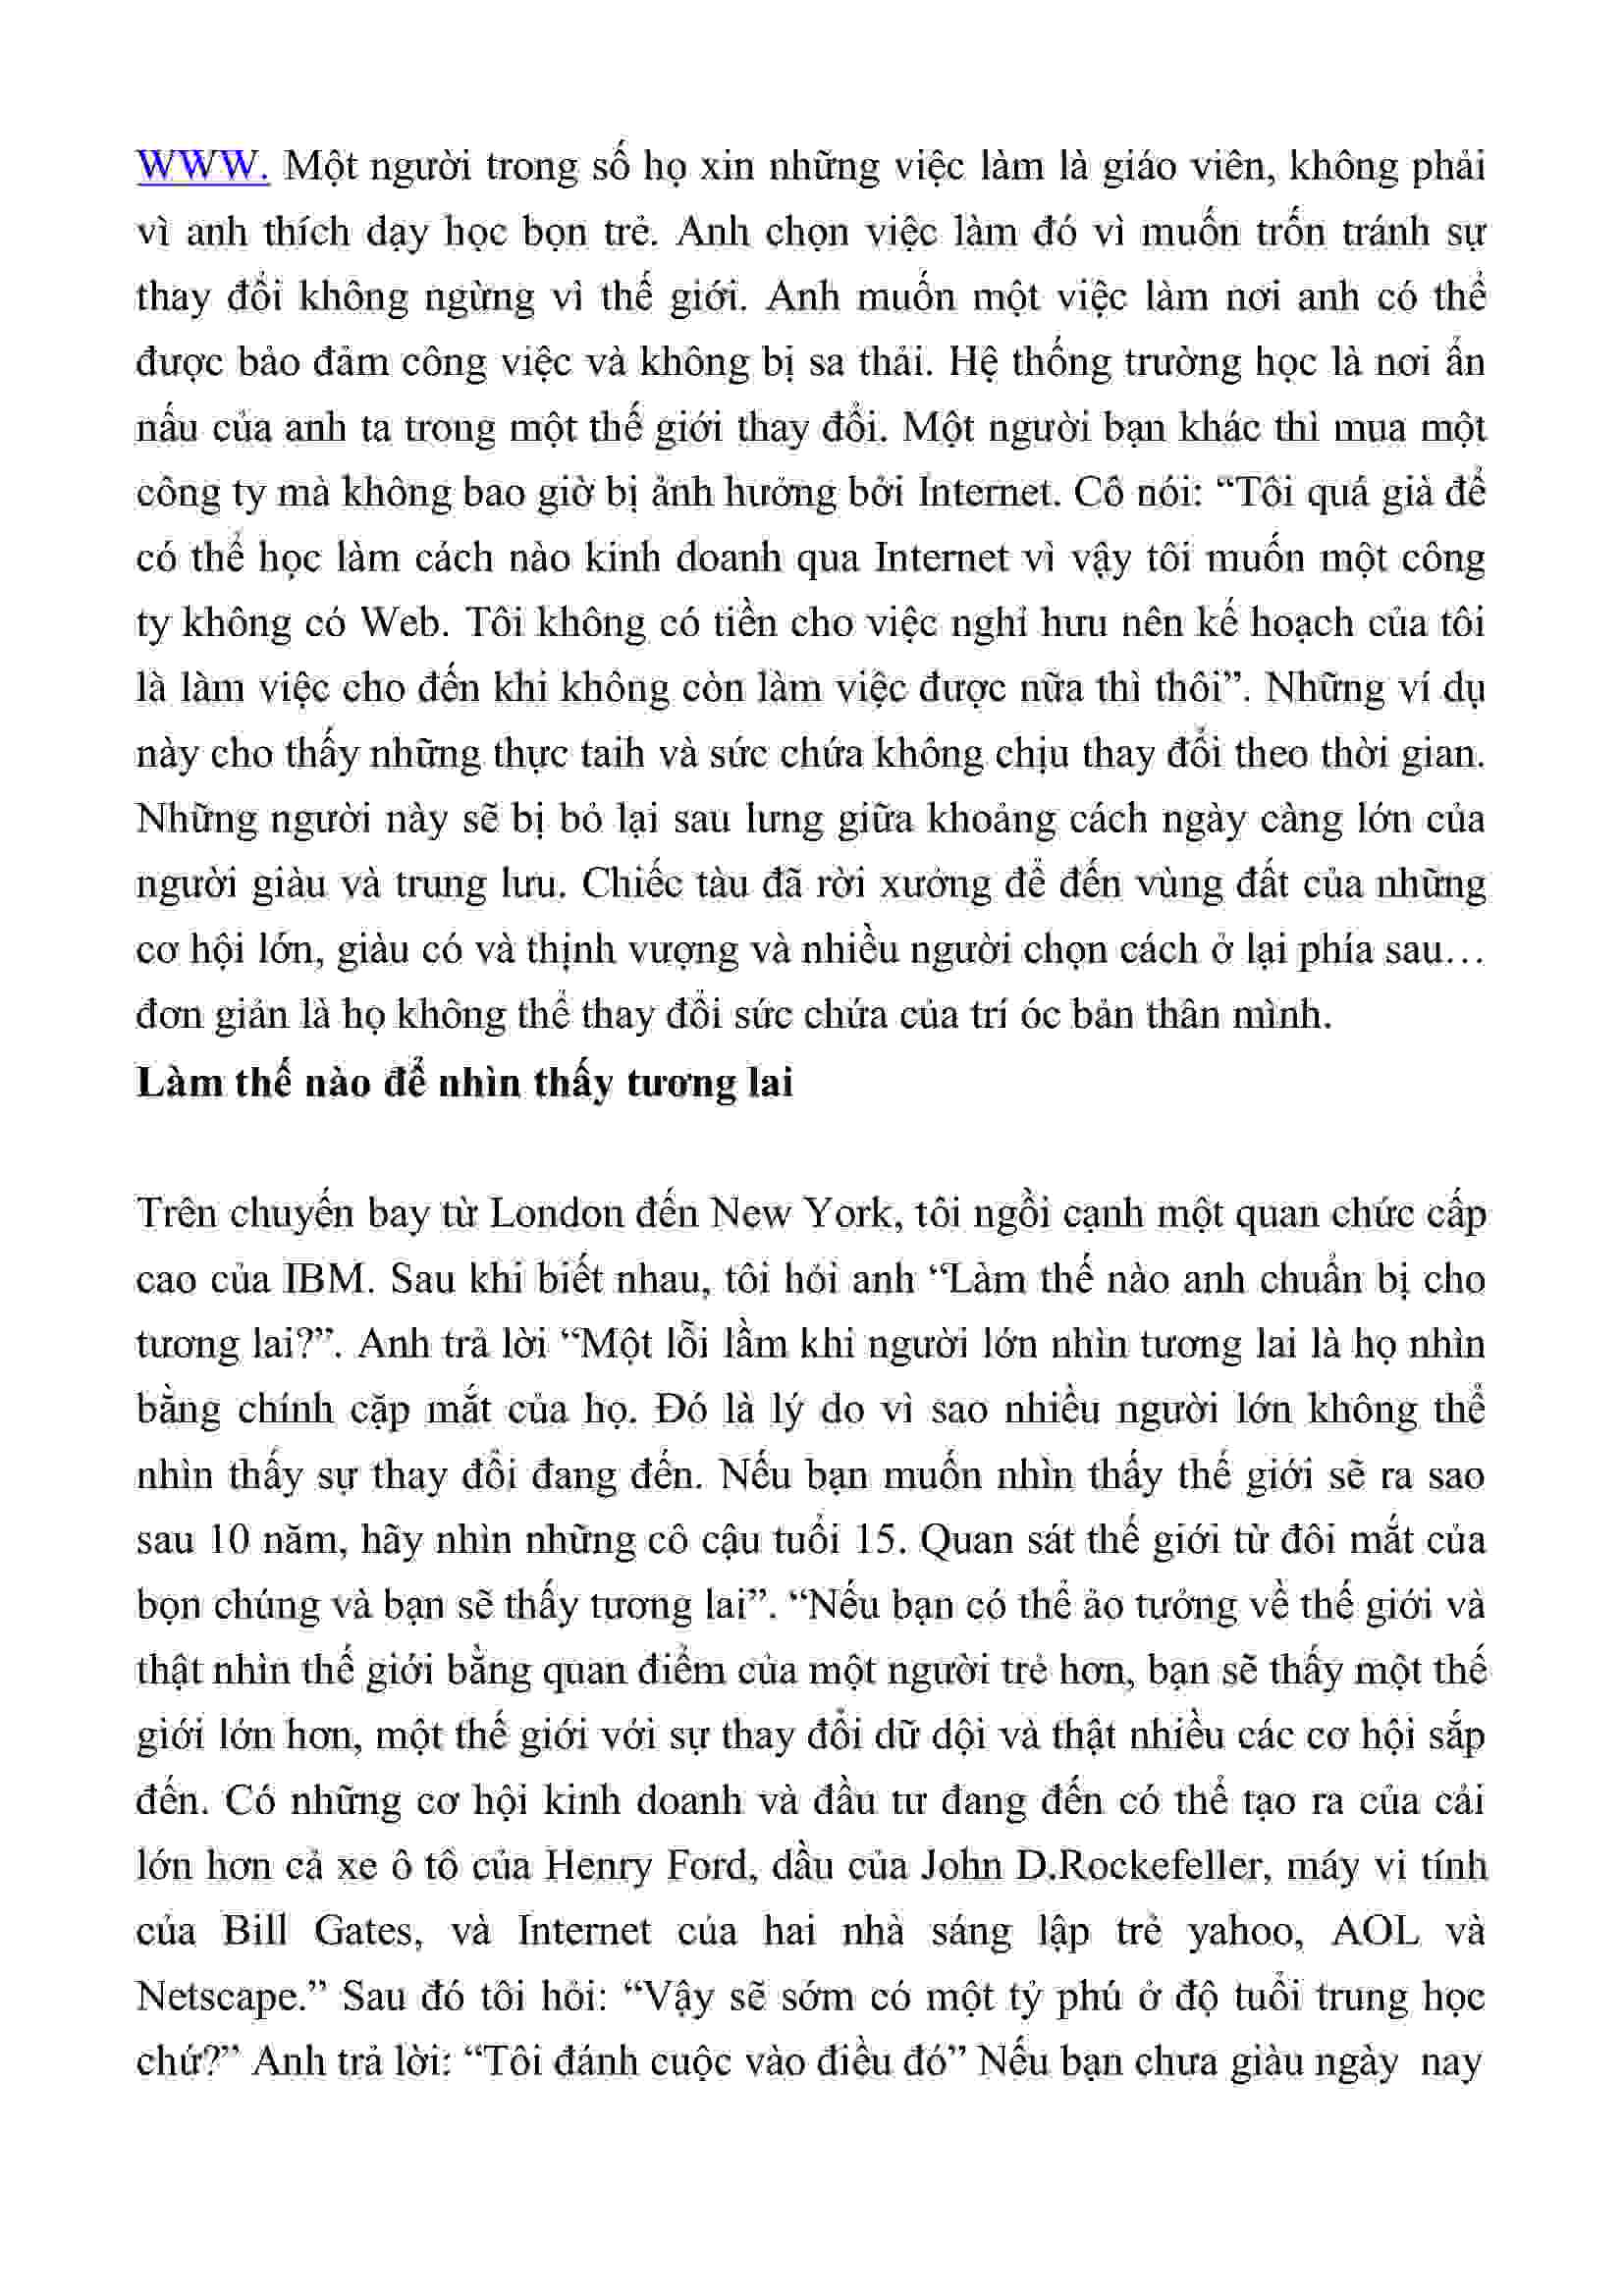 WWW. Một người trong số họ xin những việc làm là giáo viên, không phải
vì anh thích dạy học bọn trẻ. Anh chọn việc làm đó vì muốn trốn tránh sự
thay đổi không ngừng vì thế giới. Anh muốn một việc làm nơi anh có thể
được bảo đảm công việc và không bị sa thải. Hệ thống trường học là nơi ẩn
nấu của anh ta trong một thế giới thay đổi. Một người bạn khác thì mua một
công ty mà không bao giờ bị ảnh hưởng bởi Internet. Cô nói: “Tôi quá già để
có thể học làm cách nào kinh doanh qua Internet vì vậy tôi muốn một công
ty không có Web. Tôi không có tiền cho việc nghỉ hưu nên kế hoạch của tôi
là làm việc cho đến khi không còn làm việc được nữa thì thôi”. Những ví dụ
này cho thấy những thực taih và sức chứa không chịu thay đổi theo thời gian.
Những người này sẽ bị bỏ lại sau lưng giữa khoảng cách ngày càng lớn của
người giàu và trung lưu. Chiếc tàu đã rời xưởng để đến vùng đất của những
cơ hội lớn, giàu có và thịnh vượng và nhiều người chọn cách ở lại phía sau…
đơn giản là họ không thể thay đổi sức chứa của trí óc bản thân mình.
Làm thế nào để nhìn thấy tương lai
Trên chuyến bay từ London đến New York, tôi ngồi cạnh một quan chức cấp
cao của IBM. Sau khi biết nhau, tôi hỏi anh “Làm thế nào anh chuẩn bị cho
tương lai?”. Anh trả lời “Một lỗi lầm khi người lớn nhìn tương lai là họ nhìn
bằng chính cặp mắt của họ. Đó là lý do vì sao nhiều người lớn không thể
nhìn thấy sự thay đổi đang đến. Nếu bạn muốn nhìn thấy thế giới sẽ ra sao
sau 10 năm, hãy nhìn những cô cậu tuổi 15. Quan sát thế giới từ đôi mắt của
bọn chúng và bạn sẽ thấy tương lai”. “Nếu bạn có thể ảo tưởng về thế giới và
thật nhìn thế giới bằng quan điểm của một người trẻ hơn, bạn sẽ thấy một thế
giới lớn hơn, một thế giới với sự thay đổi dữ dội và thật nhiều các cơ hội sắp
đến. Có những cơ hội kinh doanh và đầu tư đang đến có thể tạo ra của cải
lớn hơn cả xe ô tô của Henry Ford, dầu của John D.Rockefeller, máy vi tính
của Bill Gates, và Internet của hai nhà sáng lập trẻ yahoo, AOL và
Netscape.” Sau đó tôi hỏi: “Vậy sẽ sớm có một tỷ phú ở độ tuổi trung học
chứ?” Anh trả lời: “Tôi đánh cuộc vào điều đó” Nếu bạn chưa giàu ngày nay